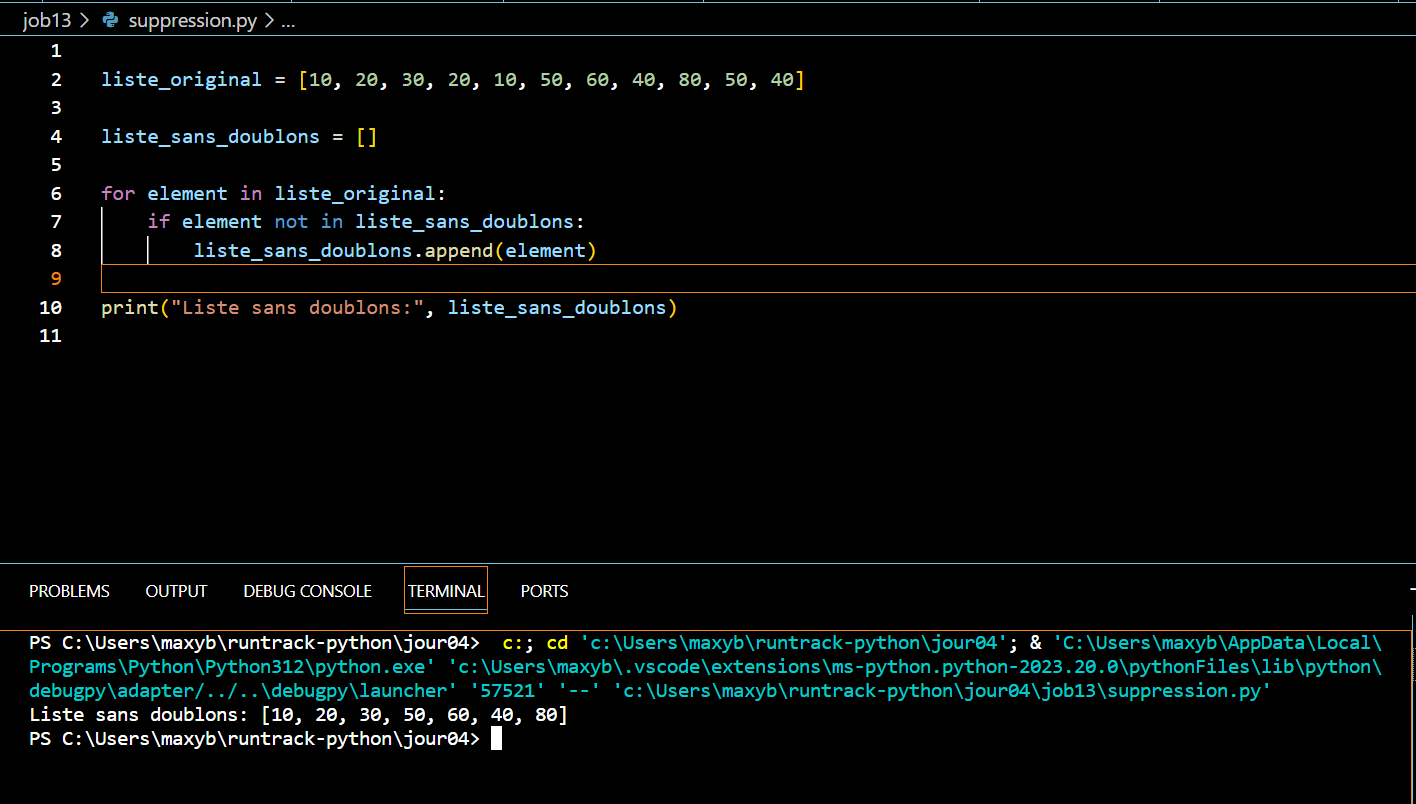 job13 > suppression.py > ...
1
2 liste_original = [10, 20, 30, 20, 10, 50, 60, 40, 80, 50, 40]
3
4 liste_sans_doublons = []
5
6 for element in liste_original:
7     if element not in liste_sans_doublons:
8         liste_sans_doublons.append(element)
9
10 print("Liste sans doublons:", liste_sans_doublons)
11
PROBLEMS OUTPUT DEBUG CONSOLE TERMINAL PORTS
PS C:\Users\maxyb\runtrack-python\jour04>  c:; cd 'c:\Users\maxyb\runtrack-python\jour04'; & 'C:\Users\maxyb\AppData\Local\
Programs\Python\Python312\python.exe' 'c:\Users\maxyb\.vscode\extensions\ms-python.python-2023.20.0\pythonFiles\lib\python\
debugpy\adapter/../..\debugpy\launcher' '57521' '--' 'c:\Users\maxyb\runtrack-python\jour04\job13\suppression.py'
Liste sans doublons: [10, 20, 30, 50, 60, 40, 80]
PS C:\Users\maxyb\runtrack-python\jour04>